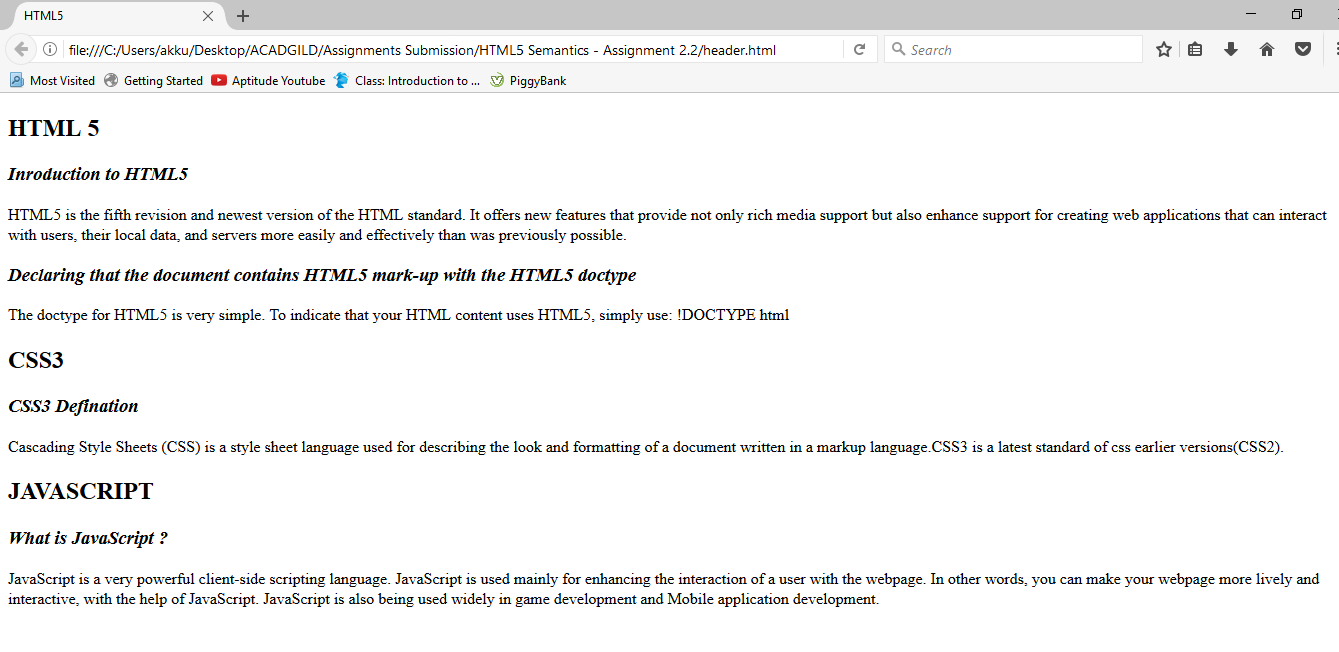 HTML5
file:///C:/Users/akku/Desktop/ACADGILD/Assignments Submission/HTML5 Semantics - Assignment 2.2/header.html
Search
Most Visited Getting Started Aptitude Youtube Class: Introduction to ... PiggyBank
HTML 5
Inroduction to HTML5
HTML5 is the fifth revision and newest version of the HTML standard. It offers new features that provide not only rich media support but also enhance support for creating web applications that can interact
with users, their local data, and servers more easily and effectively than was previously possible.
Declaring that the document contains HTML5 mark-up with the HTML5 doctype
The doctype for HTML5 is very simple. To indicate that your HTML content uses HTML5, simply use: !DOCTYPE html
CSS3
CSS3 Defination
Cascading Style Sheets (CSS) is a style sheet language used for describing the look and formatting of a document written in a markup language.CSS3 is a latest standard of css earlier versions(CSS2).
JAVASCRIPT
What is JavaScript ?
JavaScript is a very powerful client-side scripting language. JavaScript is used mainly for enhancing the interaction of a user with the webpage. In other words, you can make your webpage more lively and
interactive, with the help of JavaScript. JavaScript is also being used widely in game development and Mobile application development.